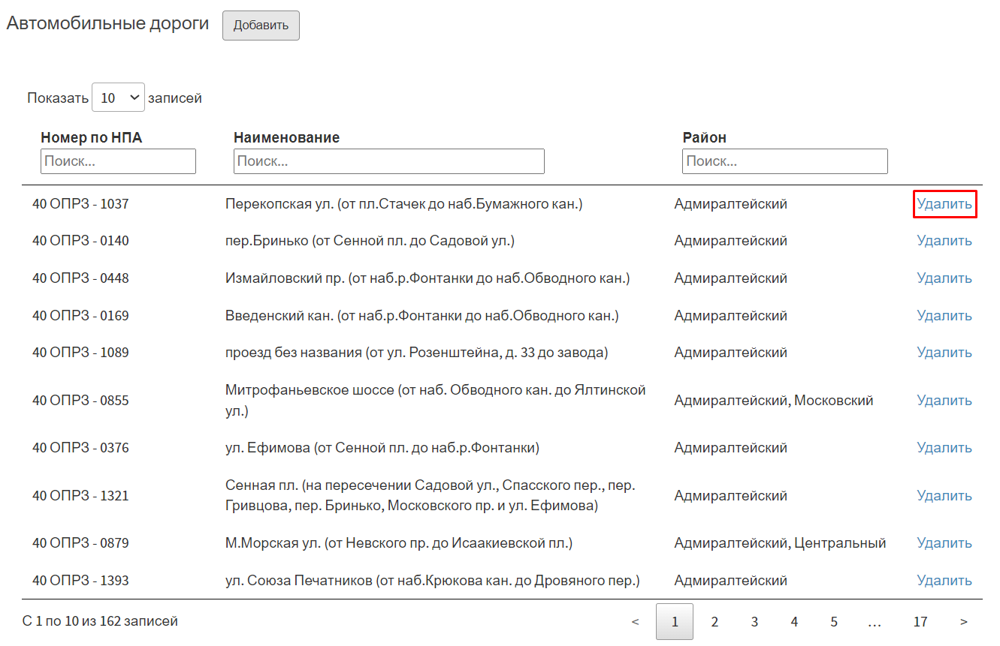 Автомобильные дороги Добавить
Показать 10 записей
Номер по НПА Наименование Район
Поиск... Поиск... Поиск...
40 ОПРЗ - 1037 Перекопская ул. (от пл.Стачек до наб.Бумажного кан.) Адмиралтейский Удалить
40 ОПРЗ - 0140 пер.Бринько (от Сенной пл. до Садовой ул.) Адмиралтейский Удалить
40 ОПРЗ - 0448 Измайловский пр. (от наб.р.Фонтанки до наб.Обводного кан.) Адмиралтейский Удалить
40 ОПРЗ - 0169 Введенский кан. (от наб.р.Фонтанки до наб.Обводного кан.) Адмиралтейский Удалить
40 ОПРЗ - 1089 проезд без названия (от ул. Розенштейна, д. 33 до завода) Адмиралтейский Удалить
40 ОПРЗ - 0855 Митрофаньевское шоссе (от наб. Обводного кан. до Ялтинской
ул.) Адмиралтейский, Московский Удалить
40 ОПРЗ - 0376 ул. Ефимова (от Сенной пл. до наб.р.Фонтанки) Адмиралтейский Удалить
40 ОПРЗ - 1321 Сенная пл. (на пересечении Садовой ул., Спасского пер., пер.
Гривцова, пер. Бринько, Московского пр. и ул. Ефимова) Адмиралтейский Удалить
40 ОПРЗ - 0879 М.Морская ул. (от Невского пр. до Исаакиевской пл.) Адмиралтейский, Центральный Удалить
40 ОПРЗ - 1393 ул. Союза Печатников (от наб.Крюкова кан. до Дровяного пер.) Адмиралтейский Удалить
С 1 по 10 из 162 записей < 1 2 3 4 5 ... 17 >